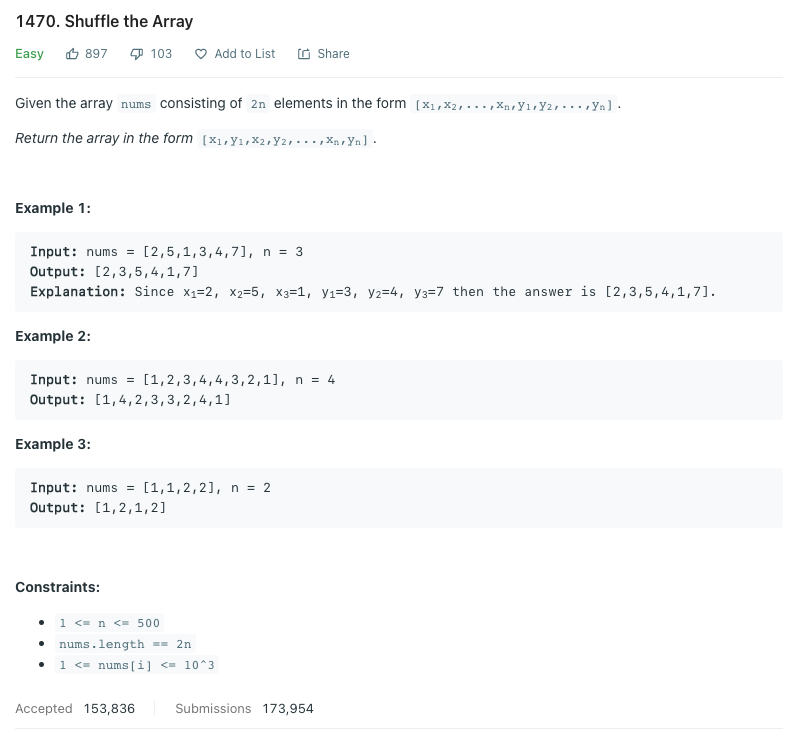 1470. Shuffle the Array
Easy 897 103 Add to List Share
Given the array nums consisting of 2n elements in the form [x₁,x₂,...,xₙ,y₁,y₂,...,yₙ].
Return the array in the form [x₁,y₁,x₂,y₂,...,xₙ,yₙ].
Example 1:
Input: nums = [2,5,1,3,4,7], n = 3
Output: [2,3,5,4,1,7]
Explanation: Since x₁=2, x₂=5, x₃=1, y₁=3, y₂=4, y₃=7 then the answer is [2,3,5,4,1,7].
Example 2:
Input: nums = [1,2,3,4,4,3,2,1], n = 4
Output: [1,4,2,3,3,2,4,1]
Example 3:
Input: nums = [1,1,2,2], n = 2
Output: [1,2,1,2]
Constraints:
• 1 <= n <= 500
• nums.length == 2n
• 1 <= nums[i] <= 10^3
Accepted 153,836 Submissions 173,954